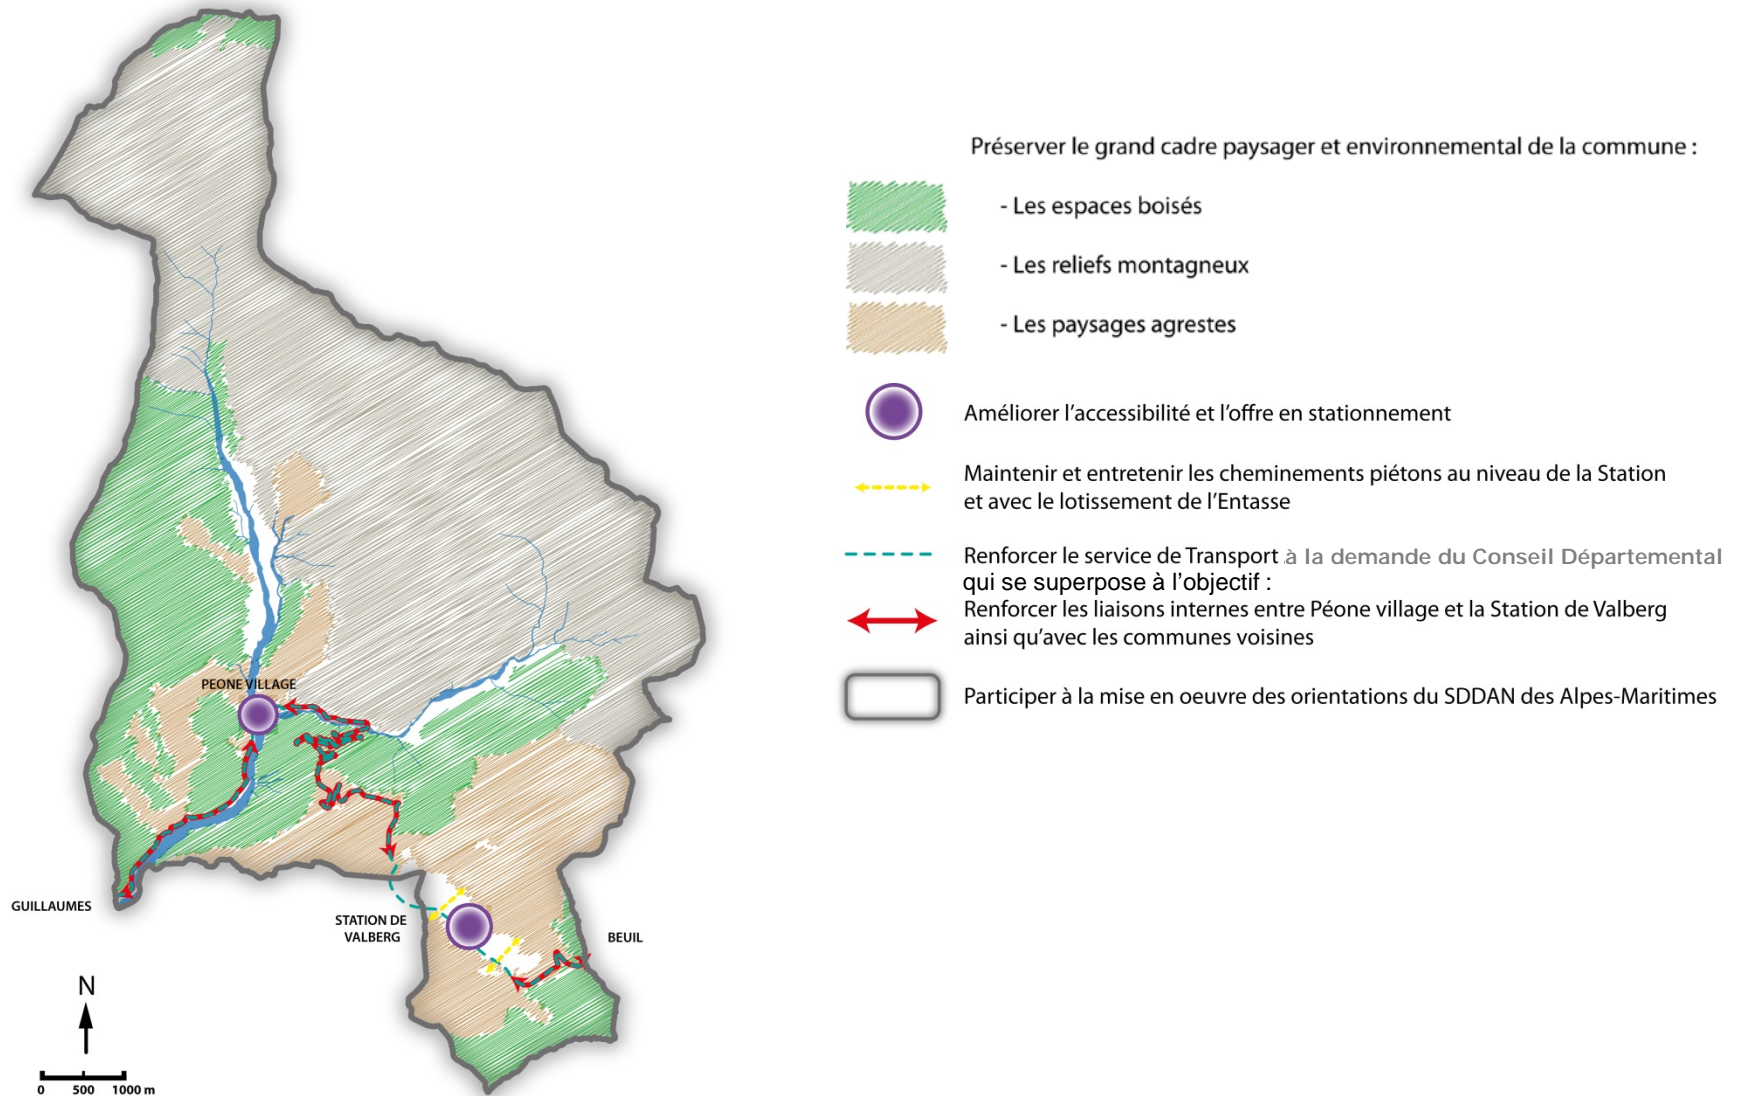 PEONE VILLAGE
GUILLAUMES
STATION DE
VALBERG
BEUIL
N
0 500 1000 m
Préserver le grand cadre paysager et environnemental de la commune :
- Les espaces boisés
- Les reliefs montagneux
- Les paysages agrestes
Améliorer l'accessibilité et l'offre en stationnement
Maintenir et entretenir les cheminements piétons au niveau de la Station
et avec le lotissement de l'Entasse
Renforcer le service de Transport à la demande du Conseil Départemental
qui se superpose à l'objectif :
Renforcer les liaisons internes entre Péone village et la Station de Valberg
ainsi qu'avec les communes voisines
Participer à la mise en oeuvre des orientations du SDDAN des Alpes-Maritimes